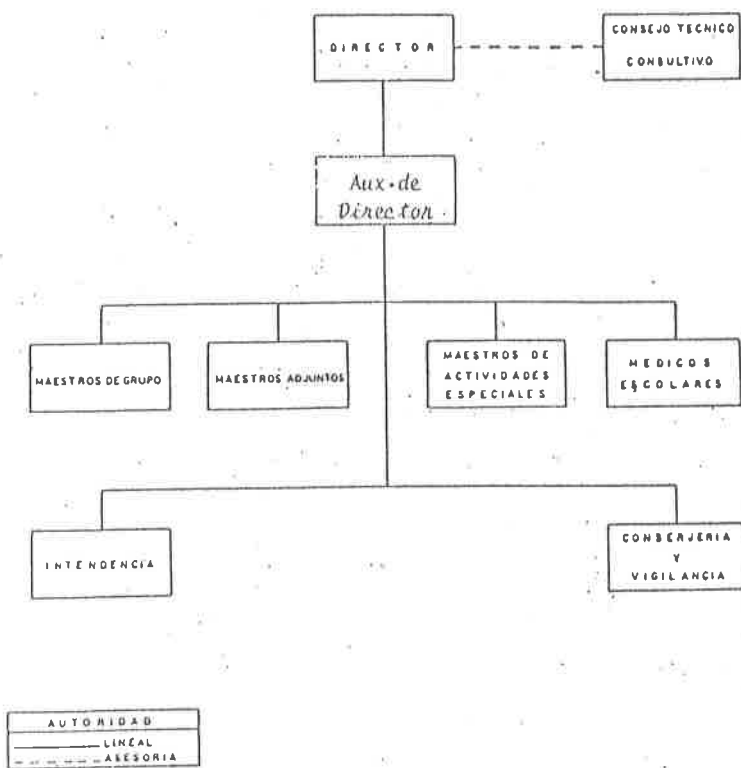 DIRECTOR
CONSEJO TECNICO
CONSULTIVO
Aux. de
Director
MAESTROS DE GRUPO
MAESTROS ADJUNTOS
MAESTROS DE
ACTIVIDADES
ESPECIALES
MEDICOS
ESCOLARES
INTENDENCIA
CONSERJERIA
Y
VIGILANCIA
AUTORIDAD
LINEAL
ASESORIA